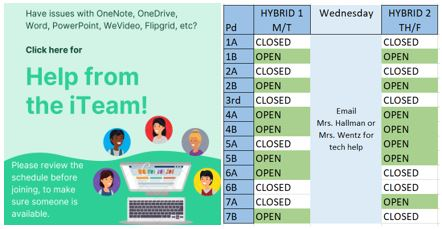 Have issues with OneNote, OneDrive,
Word, PowerPoint, WeVideo, Flipgrid, etc?
Click here for
Help from
the iTeam!
Please review the
schedule before
joining, to make
sure someone is
available.
Pd HYBRID 1 M/T Wednesday HYBRID 2 TH/F
1A CLOSED CLOSED
1B OPEN OPEN
2A CLOSED CLOSED
2B OPEN OPEN
3rd CLOSED CLOSED
4A OPEN OPEN
4B OPEN OPEN
5A CLOSED OPEN
5B OPEN OPEN
6A OPEN CLOSED
6B CLOSED CLOSED
7A CLOSED OPEN
7B OPEN CLOSED
Email
Mrs. Hallman or
Mrs. Wentz for
tech help